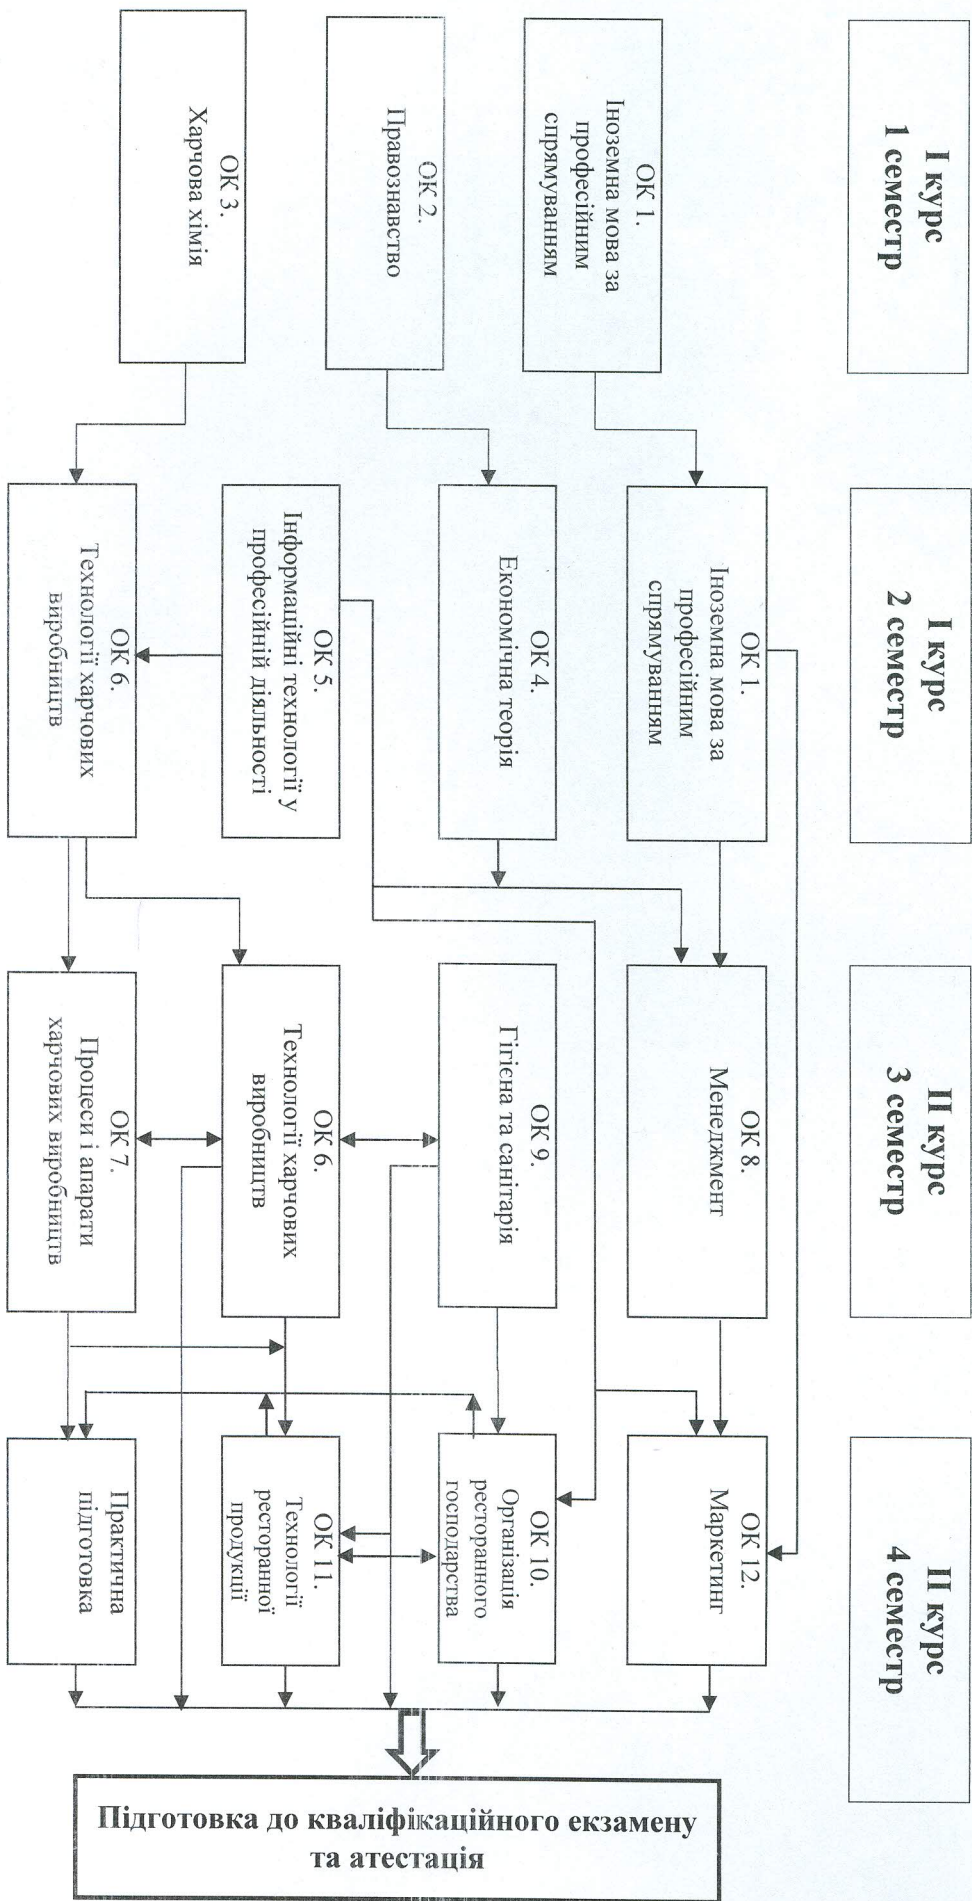 І курс
1 семестр
І курс
2 семестр
ІІ курс
3 семестр
ІІ курс
4 семестр
ОК 1.
Іноземна мова за
професійним
спрямуванням
ОК 1.
Іноземна мова за
професійним
спрямуванням
ОК 8.
Менеджмент
ОК 12.
Маркетинг
ОК 2.
Правознавство
ОК 4.
Економічна теорія
ОК 9.
Гігієна та санітарія
ОК 10.
Організація
ресторанного
господарства
ОК 5.
Інформаційні технології у
професійній діяльності
ОК 6.
Технології харчових
виробництв
ОК 11.
Технології
ресторанної
продукції
ОК 3.
Харчова хімія
ОК 6.
Технології харчових
виробництв
ОК 7.
Процеси і апарати
харчових виробництв
Практична
підготовка
Підготовка до кваліфікаційного екзамену
та атестація